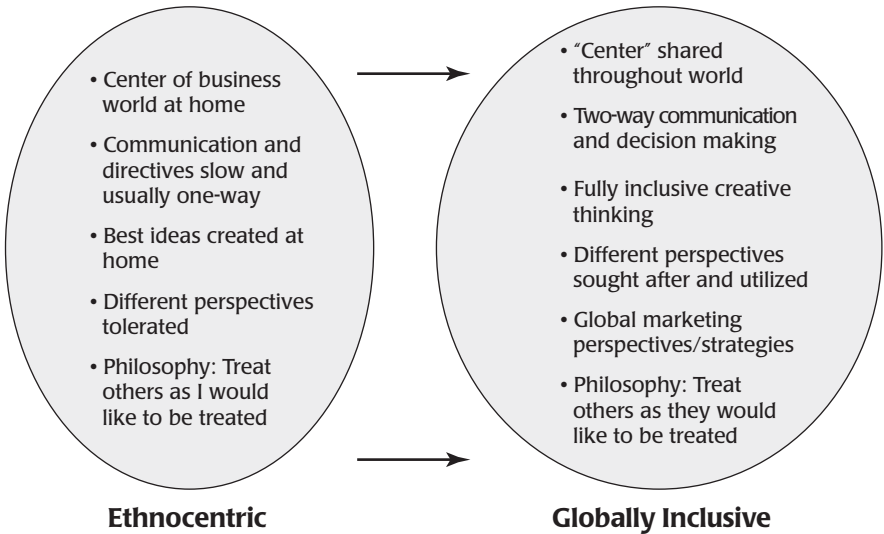 • Center of business
world at home
• Communication and
directives slow and
usually one-way
• Best ideas created at
home
• Different perspectives
tolerated
• Philosophy: Treat
others as I would
like to be treated
Ethnocentric
• “Center” shared
throughout world
• Two-way communication
and decision making
• Fully inclusive creative
thinking
• Different perspectives
sought after and utilized
• Global marketing
perspectives/strategies
• Philosophy: Treat
others as they would
like to be treated
Globally Inclusive